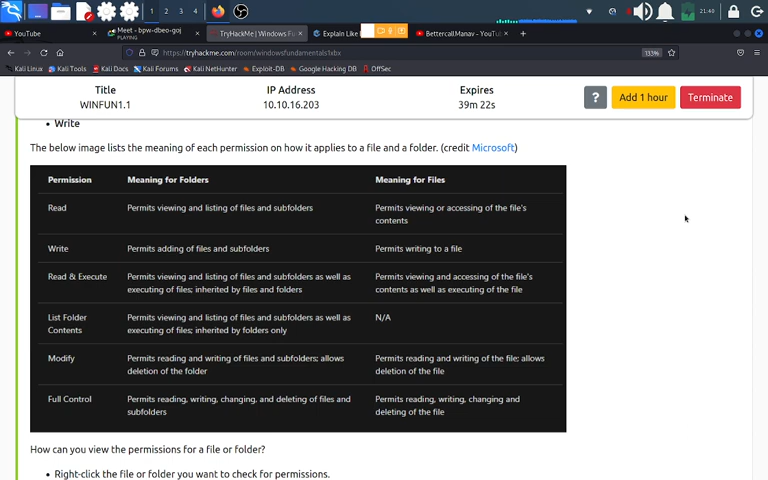 1 2 3 4
21:40
YouTube
Meet - bpw-dbeo-goj
PLAYING
TryHackMe | Windows Fu
Explain Like
BettercallManav - YouTu
https://tryhackme.com/room/windowsfundamentals1xbx
133%
Kali Linux Kali Tools Kali Docs Kali Forums Kali NetHunter Exploit-DB Google Hacking DB OffSec
Title IP Address Expires
WINFUN1.1 10.10.16.203 39m 22s
? Add 1 hour Terminate
• Write
The below image lists the meaning of each permission on how it applies to a file and a folder. (credit Microsoft)
Permission Meaning for Folders Meaning for Files
Read Permits viewing and listing of files and subfolders Permits viewing or accessing of the file's
contents
Write Permits adding of files and subfolders Permits writing to a file
Read & Execute Permits viewing and listing of files and subfolders as well as Permits viewing and accessing of the file's
executing of files; inherited by files and folders contents as well as executing of the file
List Folder Permits viewing and listing of files and subfolders as well as N/A
Contents executing of files; inherited by folders only
Modify Permits reading and writing of files and subfolders; allows Permits reading and writing of the file; allows
deletion of the folder deletion of the file
Full Control Permits reading, writing, changing, and deleting of files and Permits reading, writing, changing and
subfolders deleting of the file
How can you view the permissions for a file or folder?
• Right-click the file or folder you want to check for permissions.